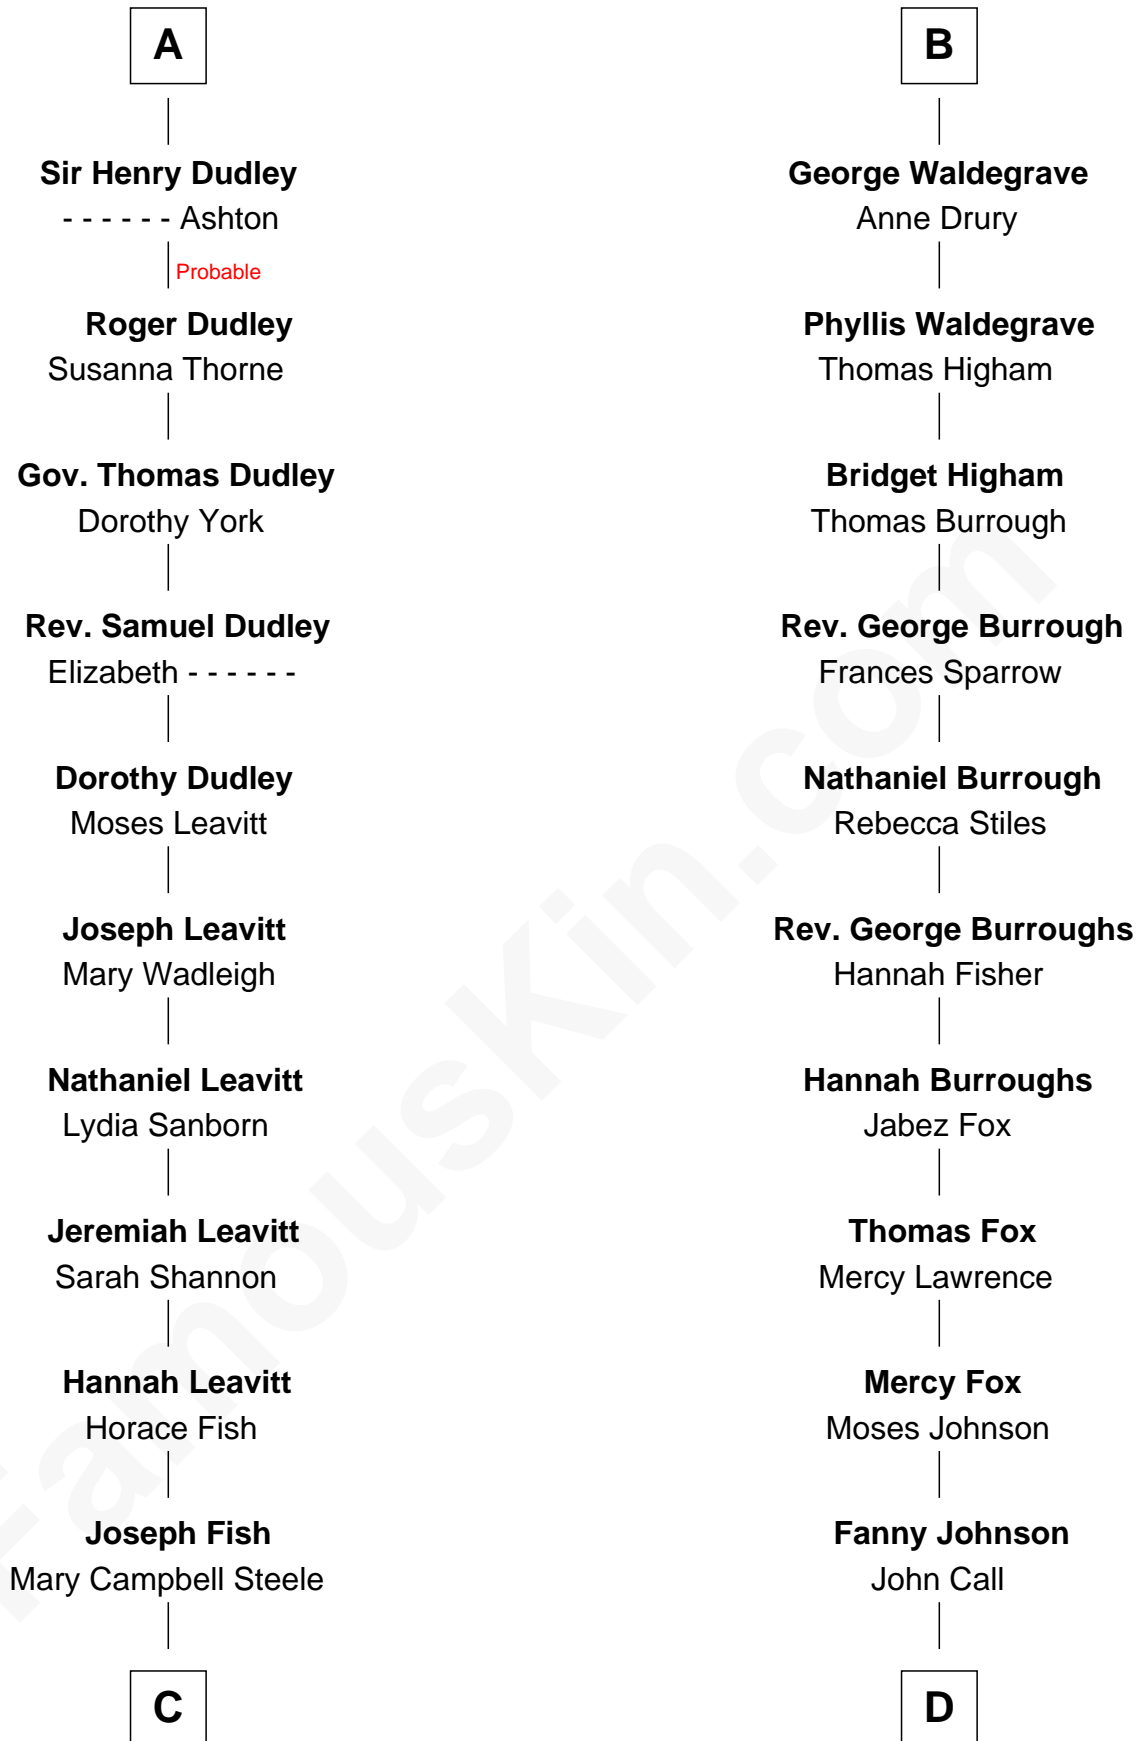 A
Sir Henry Dudley
- - - - - - Ashton
Probable
Roger Dudley
Susanna Thorne
Gov. Thomas Dudley
Dorothy York
Rev. Samuel Dudley
Elizabeth - - - - - -
Dorothy Dudley
Moses Leavitt
Joseph Leavitt
Mary Wadleigh
Nathaniel Leavitt
Lydia Sanborn
Jeremiah Leavitt
Sarah Shannon
Hannah Leavitt
Horace Fish
Joseph Fish
Mary Campbell Steele
C
B
George Waldegrave
Anne Drury
Phyllis Waldegrave
Thomas Higham
Bridget Higham
Thomas Burrough
Rev. George Burrough
Frances Sparrow
Nathaniel Burrough
Rebecca Stiles
Rev. George Burroughs
Hannah Fisher
Hannah Burroughs
Jabez Fox
Thomas Fox
Mercy Lawrence
Mercy Fox
Moses Johnson
Fanny Johnson
John Call
D
FamousKin.com